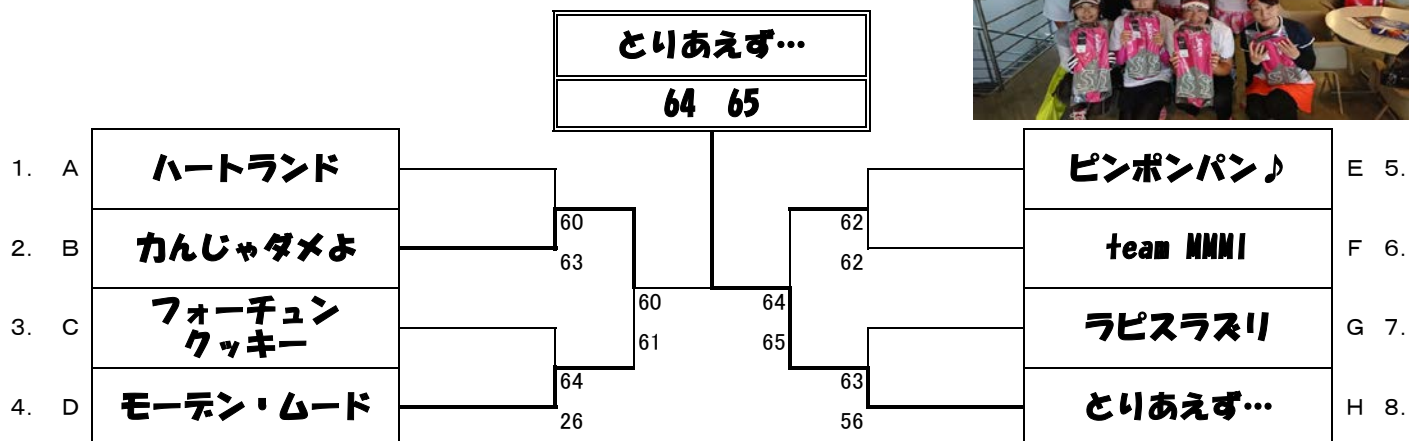 とりあえず…
64 65
1. A ハートランド
ピンポンパン♪ E 5.
60
62
2. B 力んじゃダメよ
team MMMI F 6.
63
62
60
64
3. C フォーチュン
クッキー
ラピスラズリ G 7.
61
65
64
63
4. D モーデン・ムード
とりあえず… H 8.
26
56